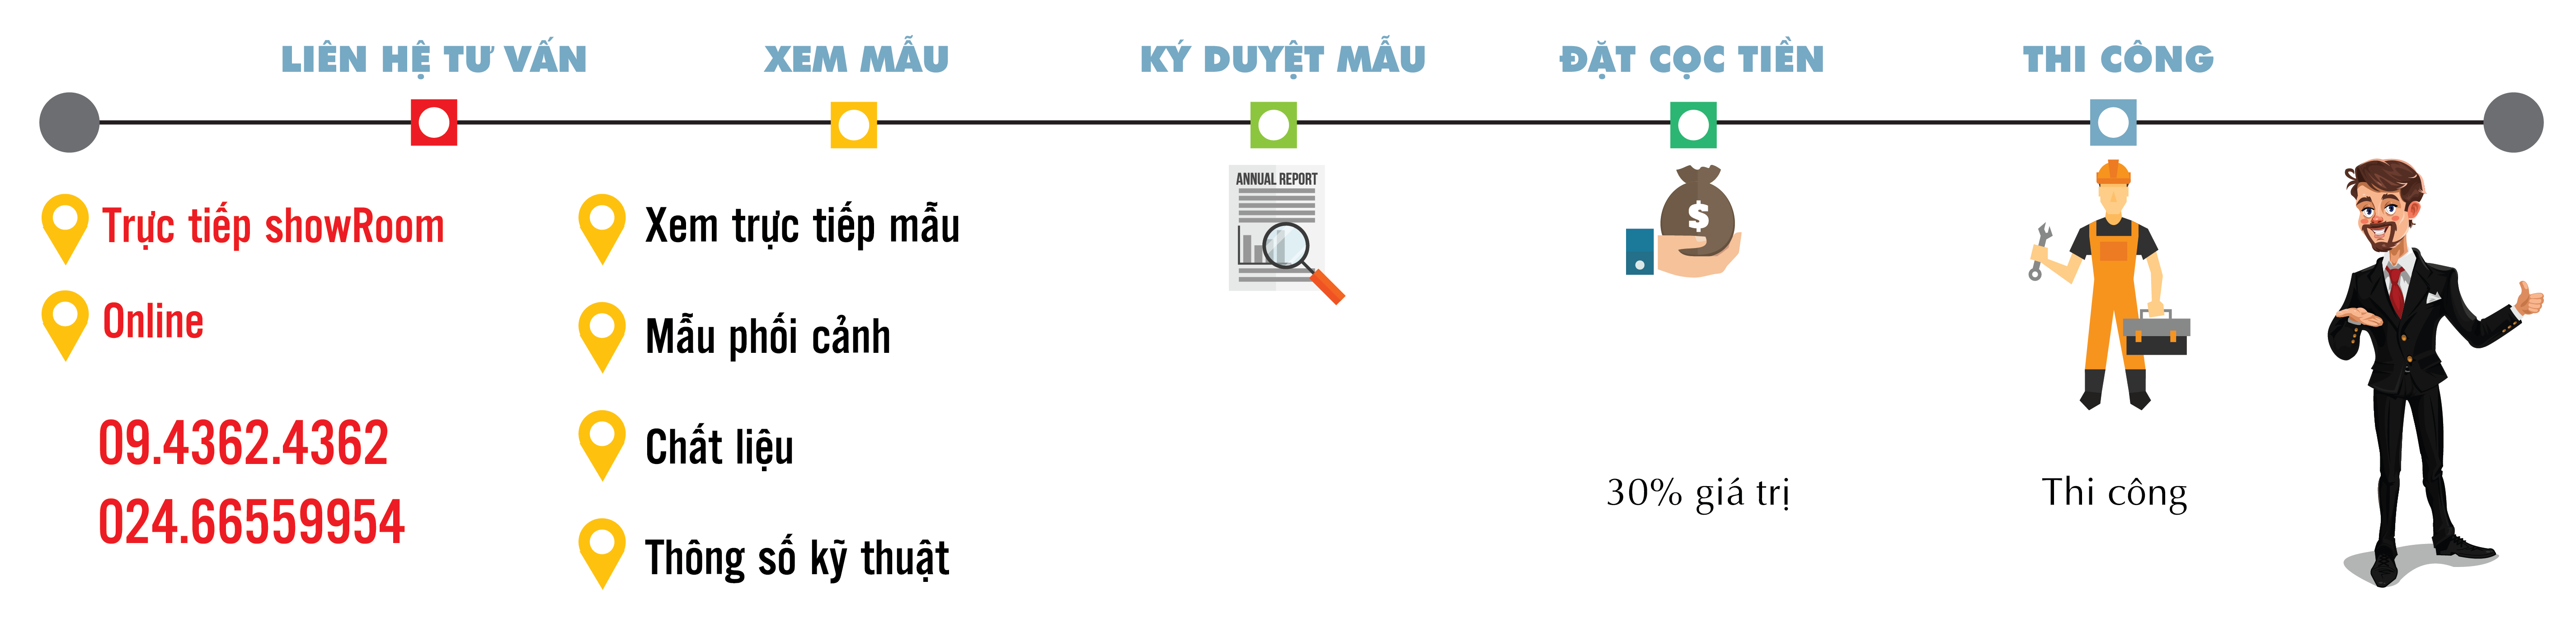 LIÊN HỆ TƯ VẤN
XEM MẪU
KÝ DUYỆT MẪU
ĐẶT CỌC TIỀN
THI CÔNG
Trực tiếp showRoom
Online
09.4362.4362
024.66559954
Xem trực tiếp mẫu
Mẫu phối cảnh
Chất liệu
Thông số kỹ thuật
ANNUAL REPORT
$
30% giá trị
Thi công